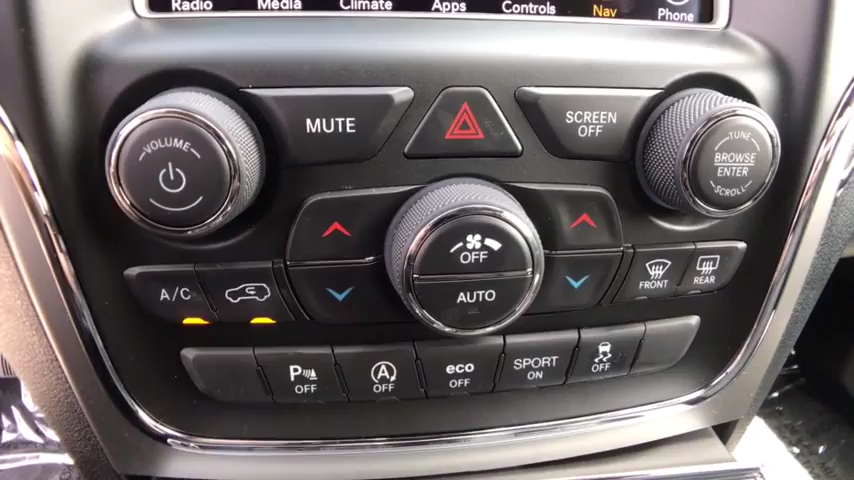 Radio Media Climate Apps Controls Nav Phone
MUTE
SCREEN
OFF
VOLUME
TUNE
BROWSE
ENTER
SCROLL
OFF
AUTO
A/C
FRONT
REAR
P OFF
A OFF
eco
OFF
SPORT
ON
OFF